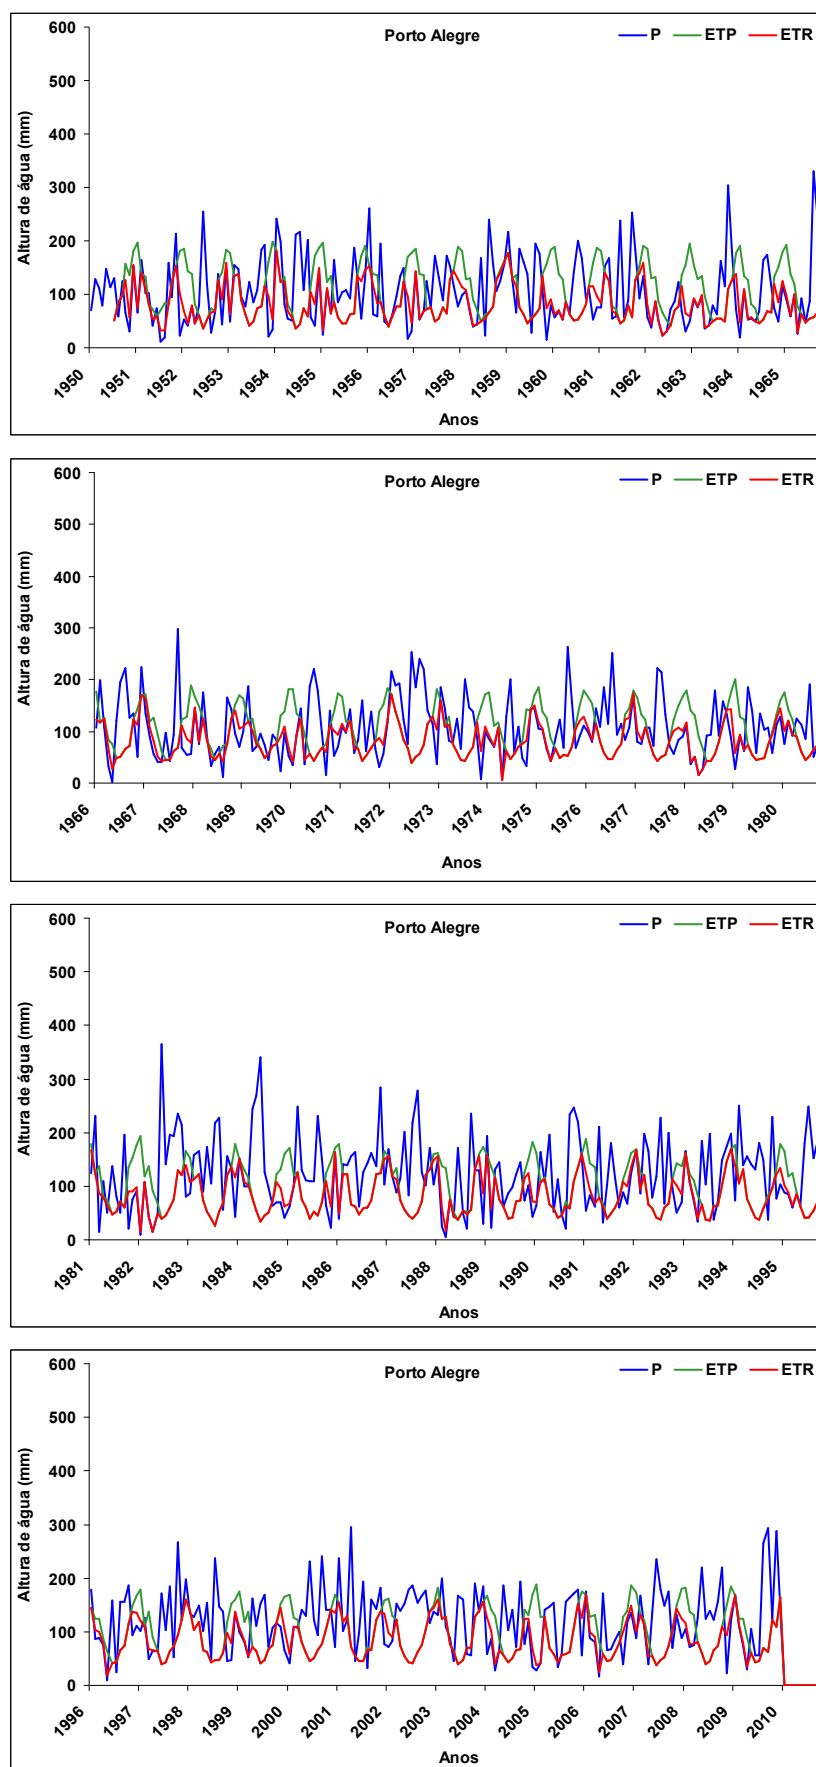 Porto Alegre P ETP ETR
Altura de água (mm)
600
500
400
300
200
100
0
1950 1951 1952 1953 1954 1955 1956 1957 1958 1959 1960 1961 1962 1963 1964 1965
Anos
Porto Alegre P ETP ETR
Altura de água (mm)
600
500
400
300
200
100
0
1966 1967 1968 1969 1970 1971 1972 1973 1974 1975 1976 1977 1978 1979 1980
Anos
Porto Alegre P ETP ETR
Altura de água (mm)
600
500
400
300
200
100
0
1981 1982 1983 1984 1985 1986 1987 1988 1989 1990 1991 1992 1993 1994 1995
Anos
Porto Alegre P ETP ETR
Altura de água (mm)
600
500
400
300
200
100
0
1996 1997 1998 1999 2000 2001 2002 2003 2004 2005 2006 2007 2008 2009 2010
Anos